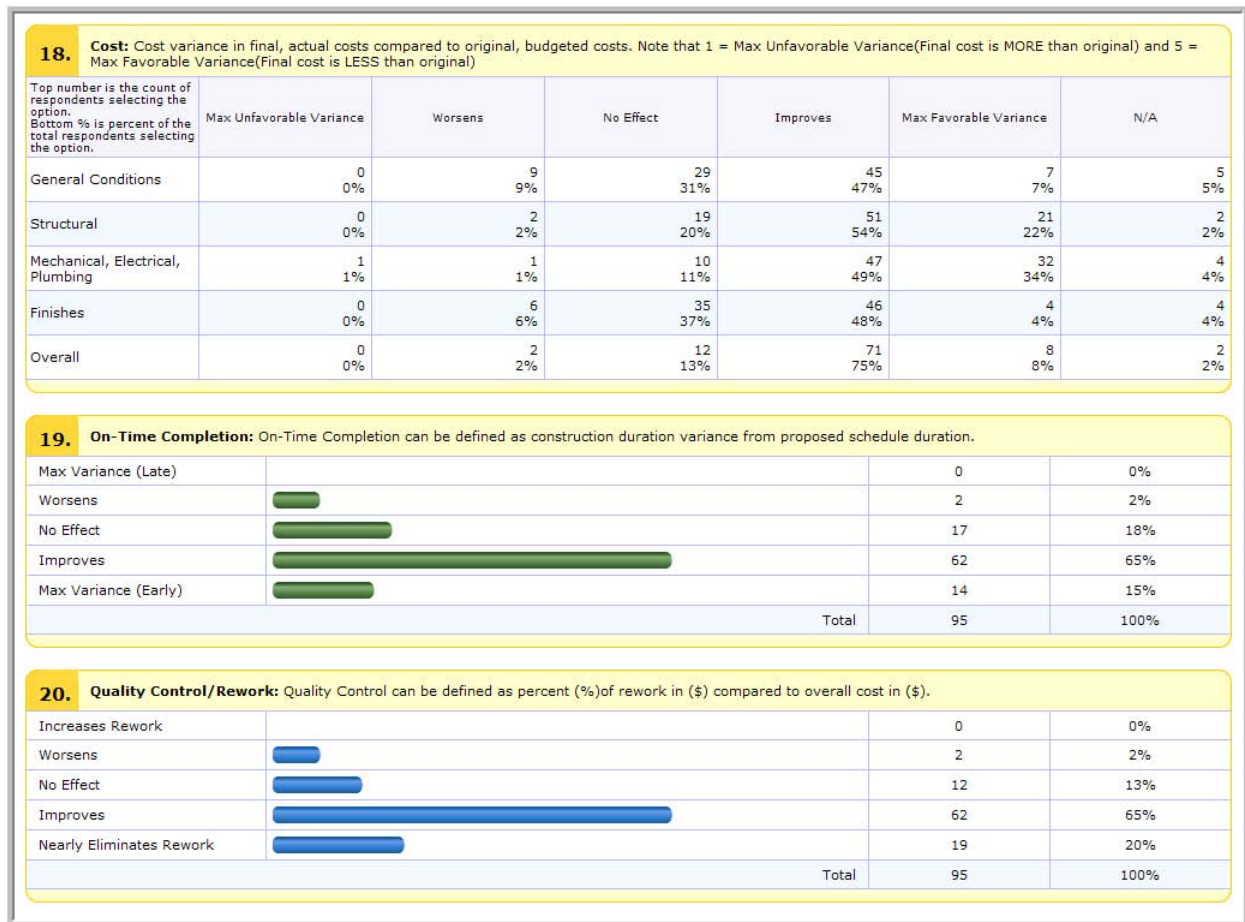 18. Cost: Cost variance in final, actual costs compared to original, budgeted costs. Note that 1 = Max Unfavorable Variance(Final cost is MORE than original) and 5 =
Max Favorable Variance(Final cost is LESS than original)
Top number is the count of
respondents selecting the
option.
Bottom % is percent of the
total respondents selecting
the option.
Max Unfavorable Variance Worsens No Effect Improves Max Favorable Variance N/A
General Conditions
0 9 29 45 7 5
0% 9% 31% 47% 7% 5%
Structural
0 2 19 51 21 2
0% 2% 20% 54% 22% 2%
Mechanical, Electrical,
Plumbing
1 1 10 47 32 4
1% 1% 11% 49% 34% 4%
Finishes
0 6 35 46 4 4
0% 6% 37% 48% 4% 4%
Overall
0 2 12 71 8 2
0% 2% 13% 75% 8% 2%
19. On-Time Completion: On-Time Completion can be defined as construction duration variance from proposed schedule duration.
Max Variance (Late) 0 0%
Worsens 2 2%
No Effect 17 18%
Improves 62 65%
Max Variance (Early) 14 15%
Total 95 100%
20. Quality Control/Rework: Quality Control can be defined as percent (%)of rework in ($) compared to overall cost in ($).
Increases Rework 0 0%
Worsens 2 2%
No Effect 12 13%
Improves 62 65%
Nearly Eliminates Rework 19 20%
Total 95 100%